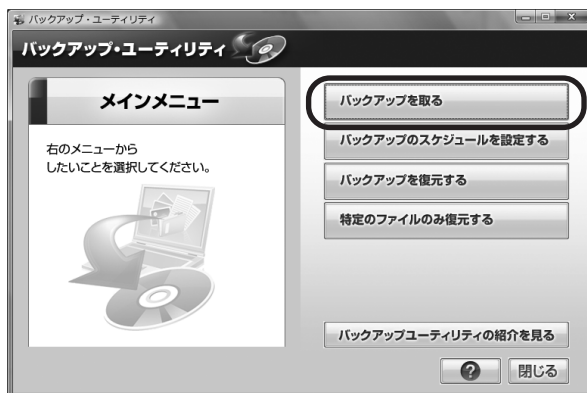 バックアップ・ユーティリティ
バックアップ・ユーティリティ
メインメニュー
右のメニューから
したいことを選択してください。
バックアップを取る
バックアップのスケジュールを設定する
バックアップを復元する
特定のファイルのみ復元する
バックアップユーティリティの紹介を見る
? 閉じる